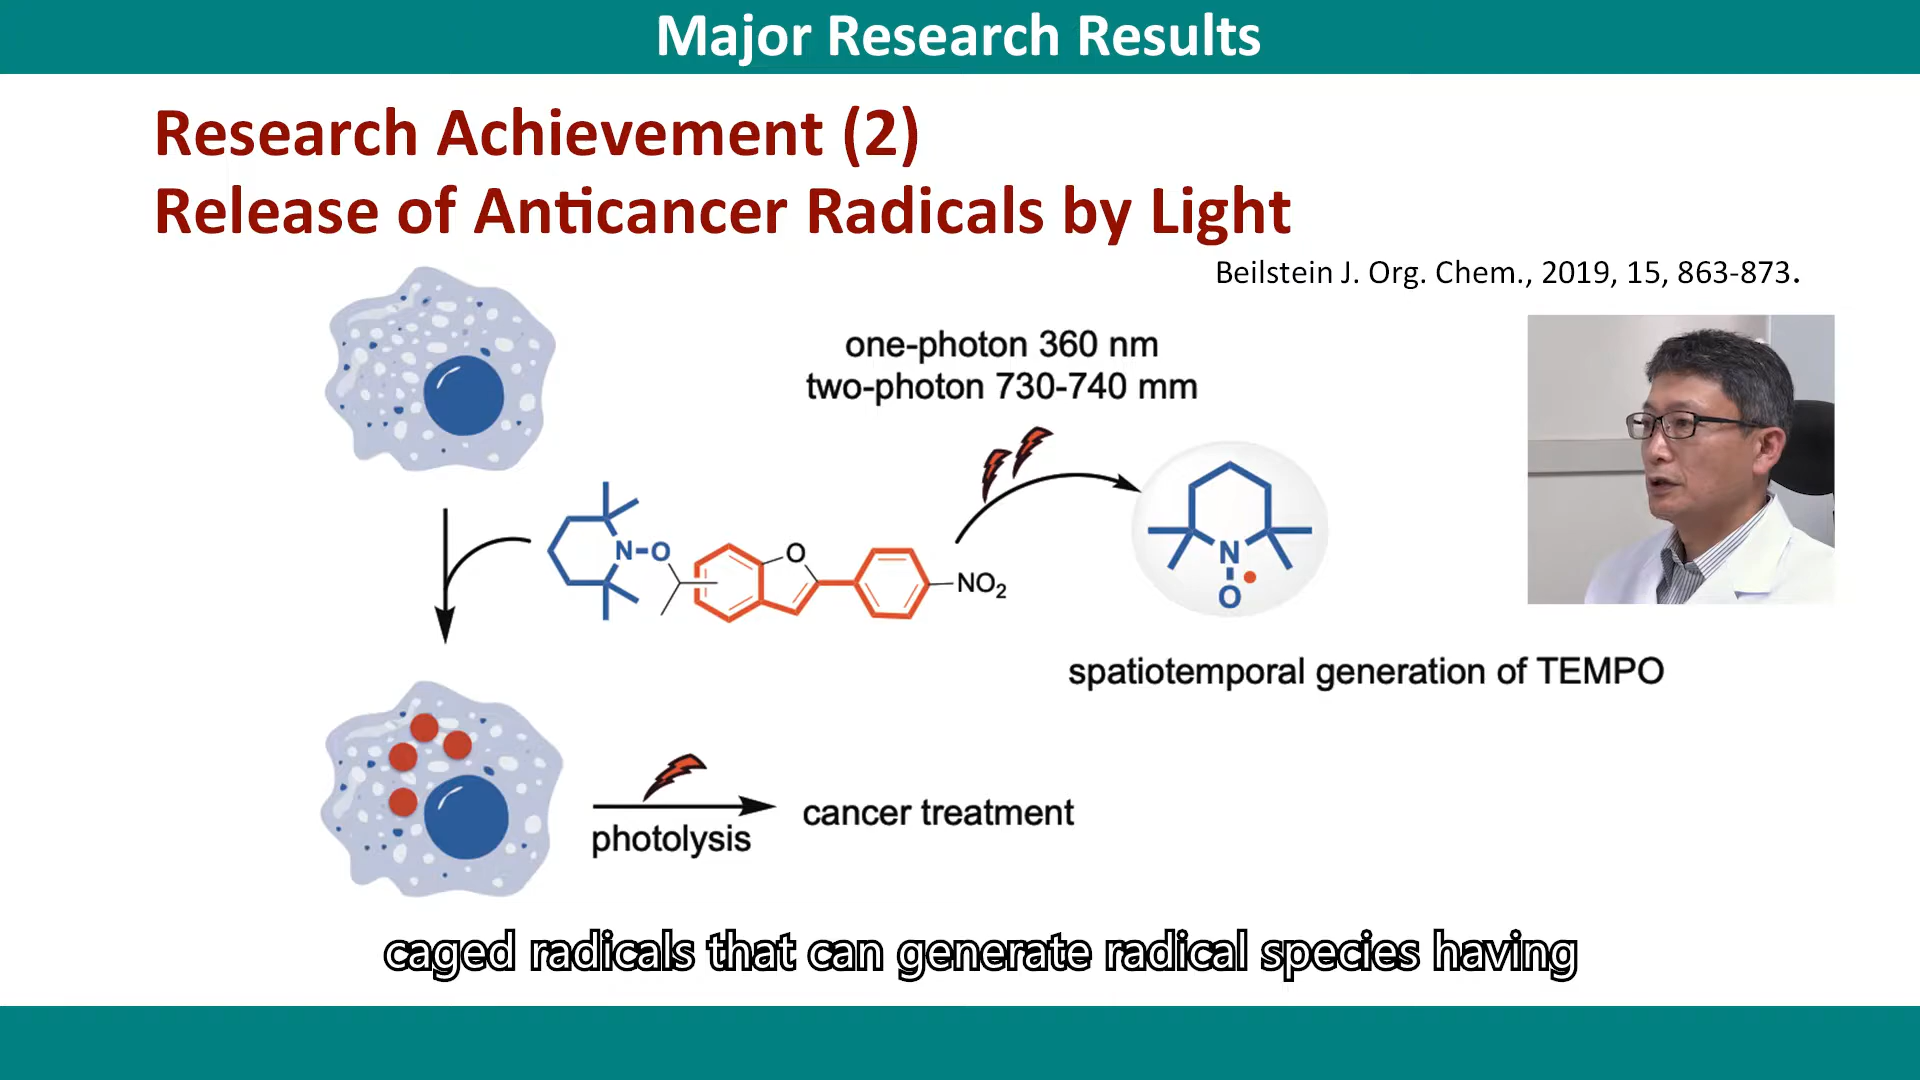 Major Research Results
Research Achievement (2)
Release of Anticancer Radicals by Light
Beilstein J. Org. Chem., 2019, 15, 863-873.
one-photon 360 nm
two-photon 730-740 mm
N-O
O
NO2
N
O
spatiotemporal generation of TEMPO
photolysis
cancer treatment
caged radicals that can generate radical species having